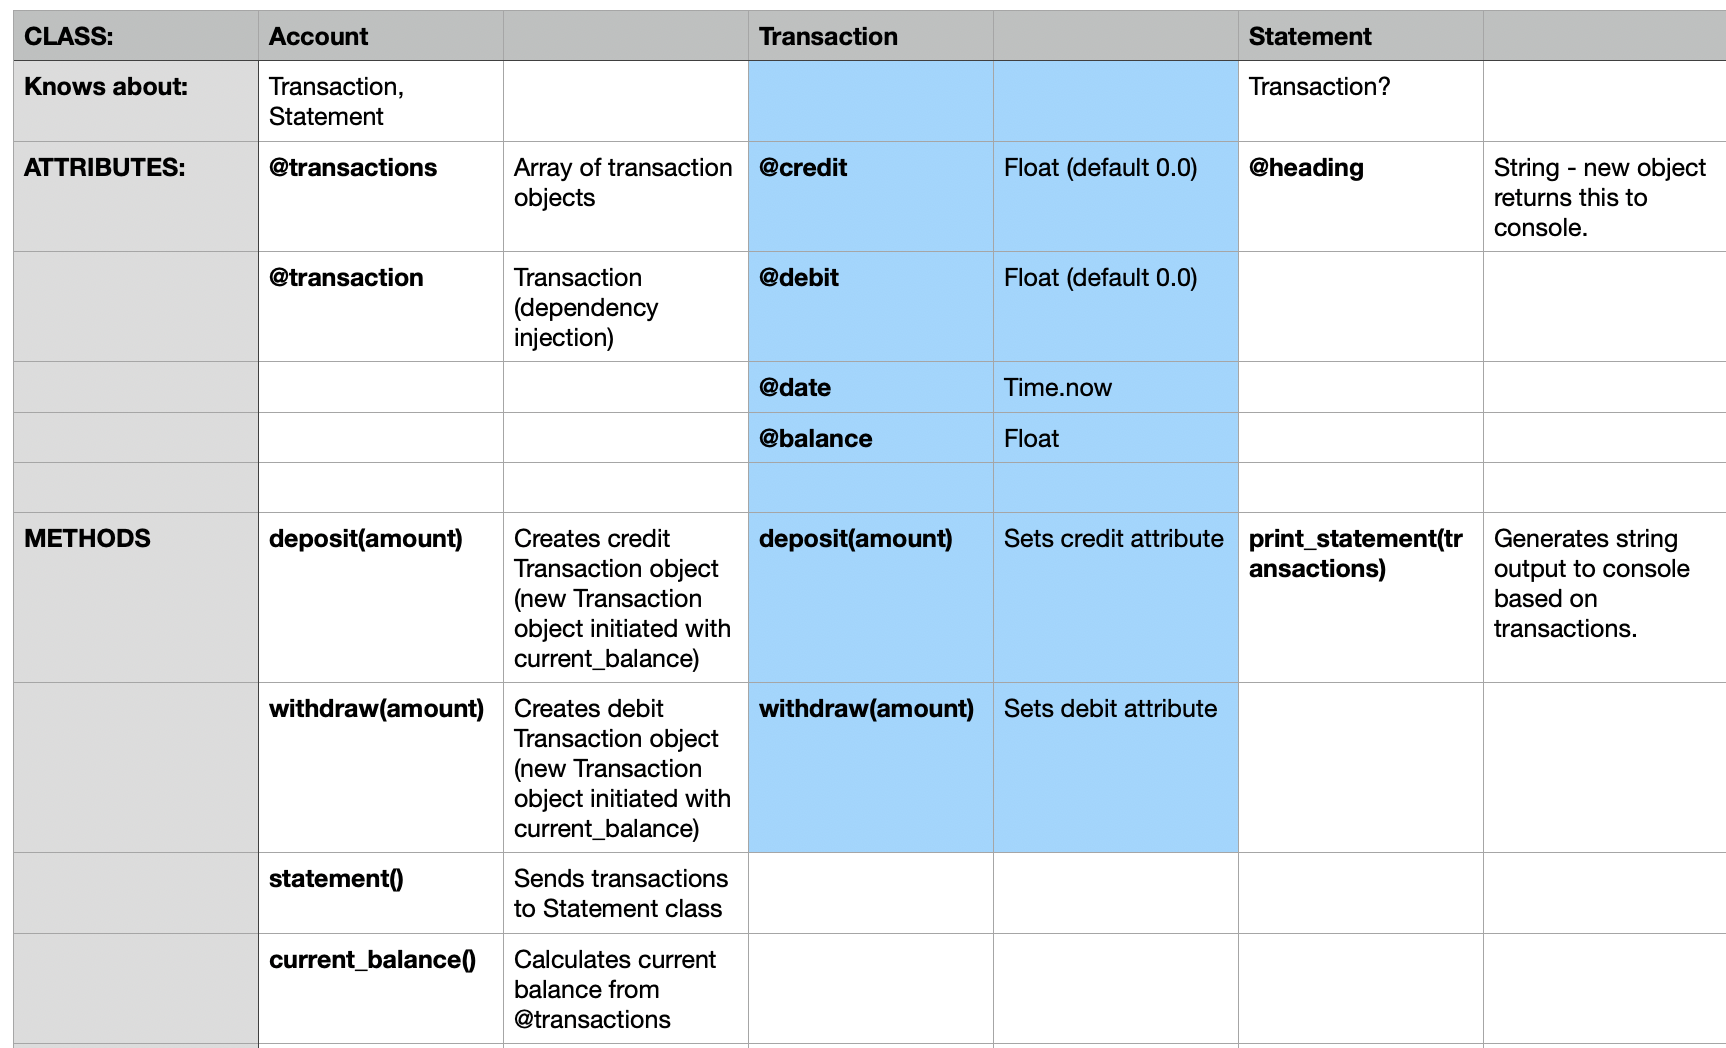 CLASS:
Account
Transaction
Statement
Knows about:
Transaction,
Statement
Transaction?
ATTRIBUTES:
@transactions
Array of transaction
objects
@credit
Float (default 0.0)
@heading
String - new object
returns this to
console.
@transaction
Transaction
(dependency
injection)
@debit
Float (default 0.0)
@date
Time.now
@balance
Float
METHODS
deposit(amount)
Creates credit
Transaction object
(new Transaction
object initiated with
current_balance)
deposit(amount)
Sets credit attribute
print_statement(tr
ansactions)
Generates string
output to console
based on
transactions.
withdraw(amount)
Creates debit
Transaction object
(new Transaction
object initiated with
current_balance)
withdraw(amount)
Sets debit attribute
statement()
Sends transactions
to Statement class
current_balance()
Calculates current
balance from
@transactions